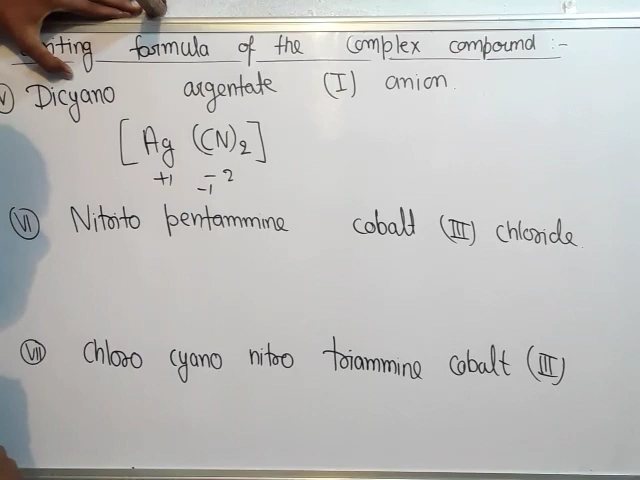 formula of the complex compound :-
Dicyano argentate (I) anion.
[Ag (CN)2]
+1 - 2
-1
(VI) Nitrito pentammine cobalt (III) chloride.
(VII) chloro cyano nitro triammine cobalt (III)